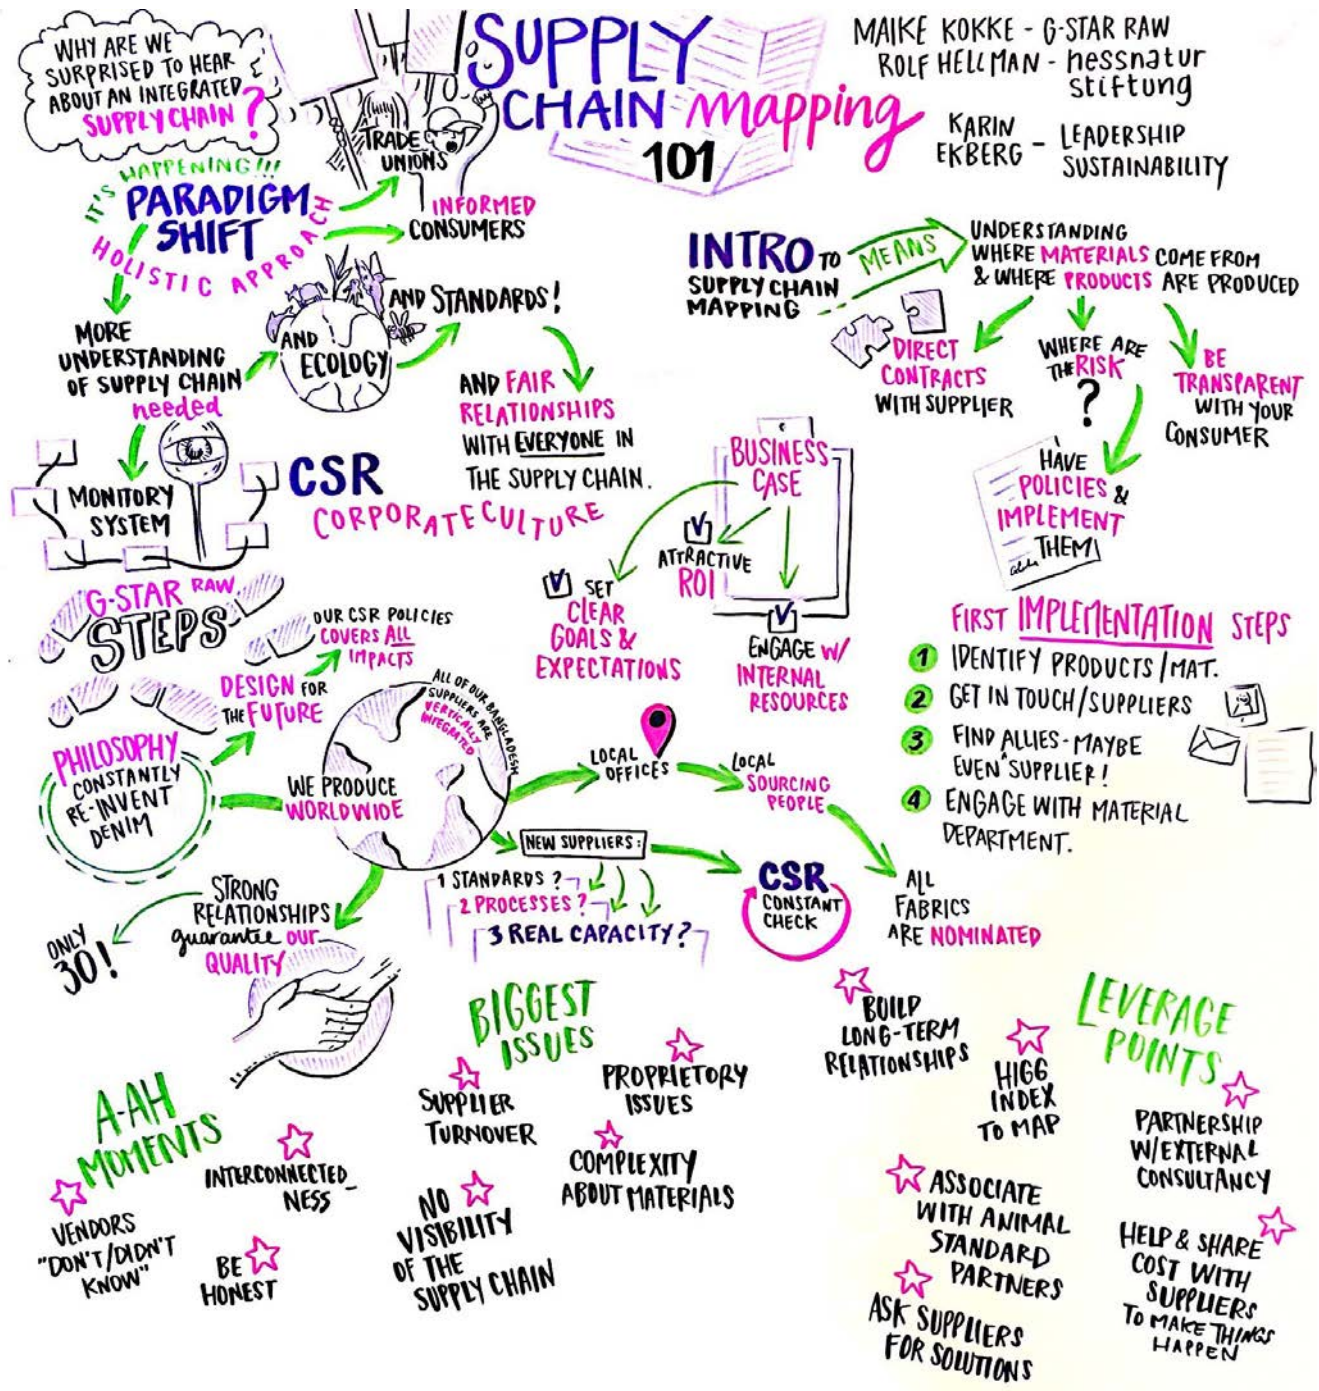 WHY ARE WE
SURPRISED TO HEAR
ABOUT AN INTEGRATED
SUPPLY CHAIN?
SUPPLY
CHAIN mapping
101
MAIKE KOKKE - G-STAR RAW
ROLF HELLMAN - hessnatur
stiftung
KARIN
EKBERG - LEADERSHIP
SUSTAINABILITY
IT'S HAPPENING!!!
PARADIGM
SHIFT
HOLISTIC APPROACH
TRADE
UNIONS
INFORMED
CONSUMERS
MORE
UNDERSTANDING
OF SUPPLY CHAIN
needed
AND
ECOLOGY
AND STANDARDS!
AND FAIR
RELATIONSHIPS
WITH EVERYONE IN
THE SUPPLY CHAIN.
MONITORY
SYSTEM
CSR
CORPORATE CULTURE
INTRO TO
SUPPLY CHAIN
MAPPING
MEANS
UNDERSTANDING
WHERE MATERIALS COME FROM
& WHERE PRODUCTS ARE PRODUCED
DIRECT
CONTRACTS
WITH SUPPLIER
WHERE ARE
THE RISK
?
BE
TRANSPARENT
WITH YOUR
CONSUMER
HAVE
POLICIES &
IMPLEMENT
THEM
BUSINESS
CASE
SET
CLEAR
GOALS &
EXPECTATIONS
ATTRACTIVE
ROI
ENGAGE W/
INTERNAL
RESOURCES
FIRST IMPLEMENTATION STEPS
1 IDENTIFY PRODUCTS/MAT.
2 GET IN TOUCH/SUPPLIERS
3 FIND ALLIES - MAYBE
EVEN SUPPLIER!
4 ENGAGE WITH MATERIAL
DEPARTMENT.
G-STAR RAW
STEPS
PHILOSOPHY
CONSTANTLY
RE-INVENT
DENIM
DESIGN FOR
THE FUTURE
OUR CSR POLICIES
COVERS ALL
IMPACTS
WE PRODUCE
WORLDWIDE
ALL OF OUR BANGLADESH
SUPPLIERS ARE
VERTICALLY
INTEGRATED
LOCAL
OFFICES
LOCAL
SOURCING
PEOPLE
ALL
FABRICS
ARE NOMINATED
NEW SUPPLIERS:
1 STANDARDS?
2 PROCESSES?
3 REAL CAPACITY?
CSR
CONSTANT
CHECK
STRONG
RELATIONSHIPS
guarantee our
QUALITY
ONLY
30!
A-AH
MOMENTS
VENDORS
"DON'T/DIDN'T
KNOW"
INTERCONNECTED_
NESS
BE
HONEST
BIGGEST
ISSUES
SUPPLIER
TURNOVER
PROPRIETORY
ISSUES
COMPLEXITY
ABOUT MATERIALS
NO
VISIBILITY
OF THE
SUPPLY CHAIN
LEVERAGE
POINTS
BUILD
LONG-TERM
RELATIONSHIPS
HIGG
INDEX
TO MAP
PARTNERSHIP
W/EXTERNAL
CONSULTANCY
ASSOCIATE
WITH ANIMAL
STANDARD
PARTNERS
HELP & SHARE
COST WITH
SUPPLIERS
TO MAKE THINGS
HAPPEN
ASK SUPPLIERS
FOR SOLUTIONS